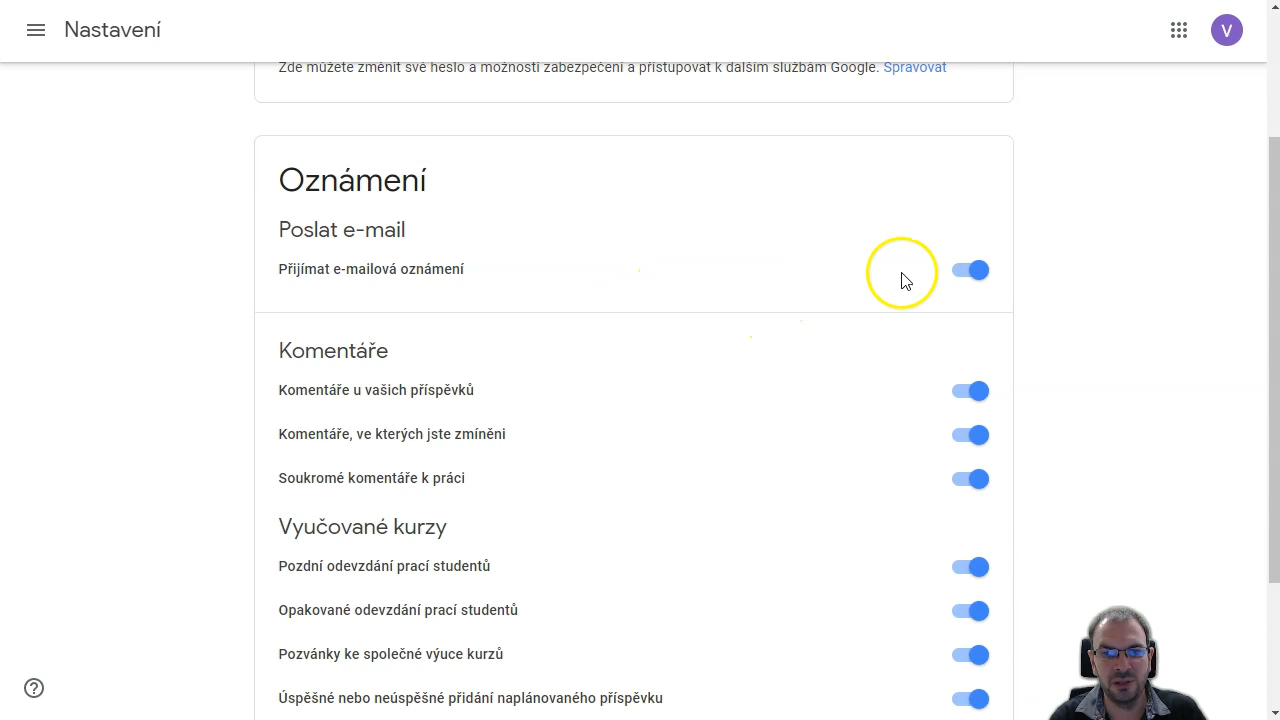 Nastavení
V
Zde můžete změnit své heslo a možnosti zabezpečení a přistupovat k dalším službám Google. Spravovat
Oznámení
Poslat e-mail
Přijímat e-mailová oznámení
Komentáře
Komentáře u vašich příspěvků
Komentáře, ve kterých jste zmíněni
Soukromé komentáře k práci
Vyučované kurzy
Pozdní odevzdání prací studentů
Opakované odevzdání prací studentů
Pozvánky ke společné výuce kurzů
Úspěšné nebo neúspěšné přidání naplánovaného příspěvku